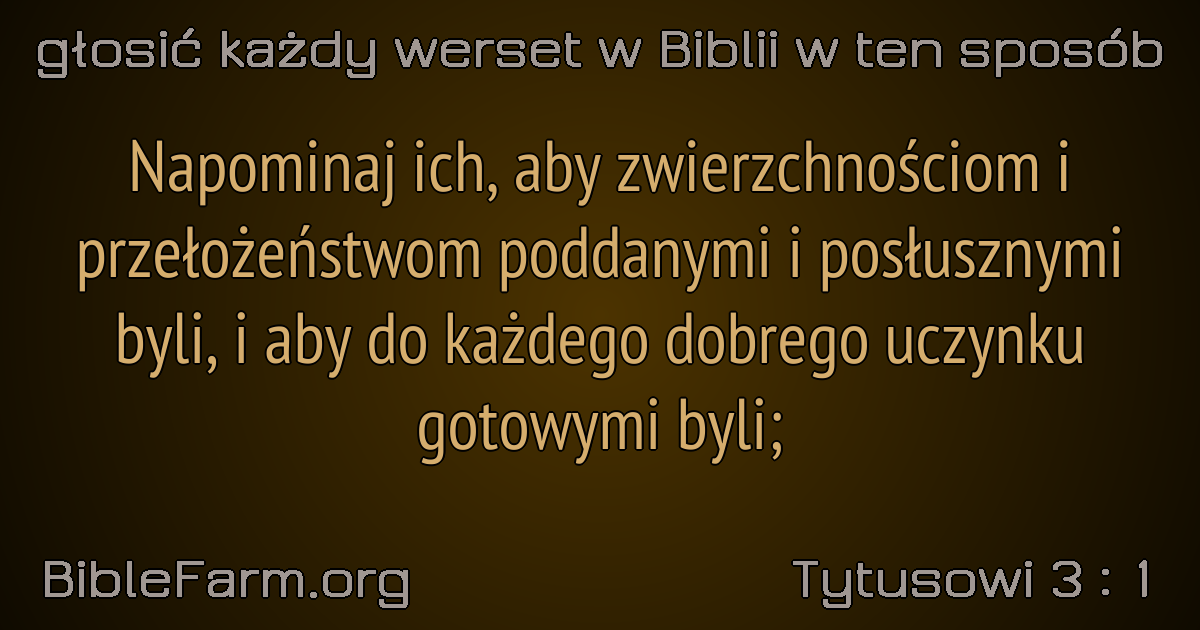 głosić każdy werset w Biblii w ten sposób
Napominaj ich, aby zwierzchnościom i
przełożeństwom poddanymi i posłusznymi
byli, i aby do każdego dobrego uczynku
gotowymi byli;
BibleFarm.org
Tytusowi 3 : 1